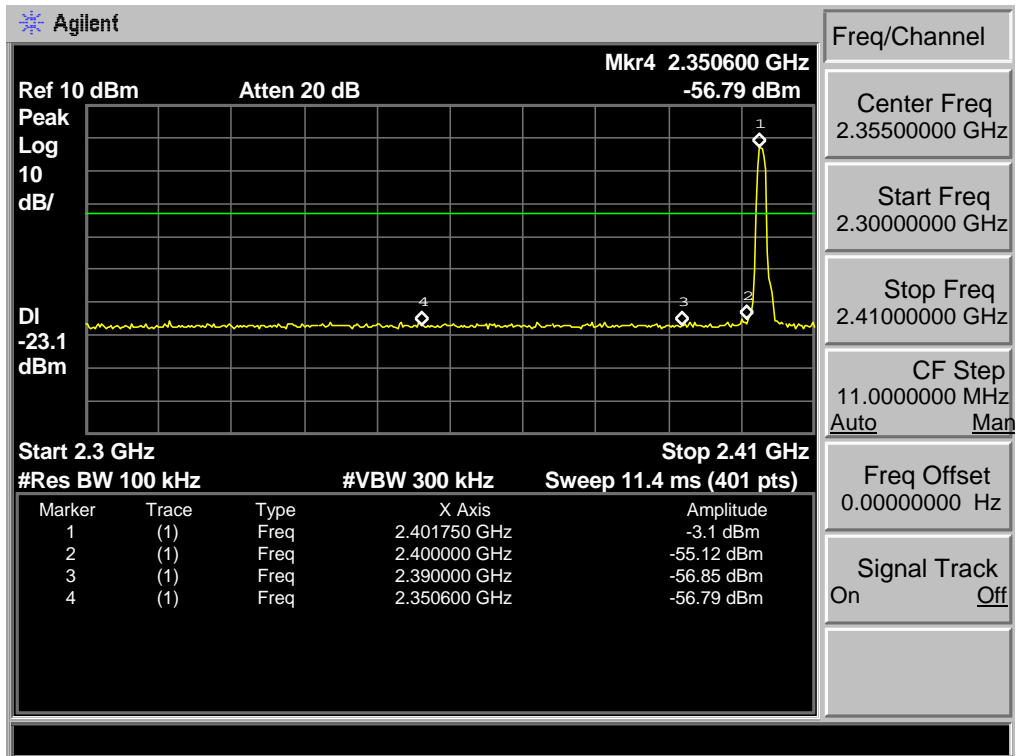 Agilent
Mkr4 2.350600 GHz
Ref 10 dBm Atten 20 dB -56.79 dBm
Peak
Log
10
dB/
DI
-23.1
dBm
1
4
3
2
Start 2.3 GHz Stop 2.41 GHz
#Res BW 100 kHz #VBW 300 kHz Sweep 11.4 ms (401 pts)
Marker Trace Type X Axis Amplitude
1 (1) Freq 2.401750 GHz -3.1 dBm
2 (1) Freq 2.400000 GHz -55.12 dBm
3 (1) Freq 2.390000 GHz -56.85 dBm
4 (1) Freq 2.350600 GHz -56.79 dBm
Freq/Channel
Center Freq
2.35500000 GHz
Start Freq
2.30000000 GHz
Stop Freq
2.41000000 GHz
CF Step
11.0000000 MHz
Auto Man
Freq Offset
0.00000000 Hz
Signal Track
On Off